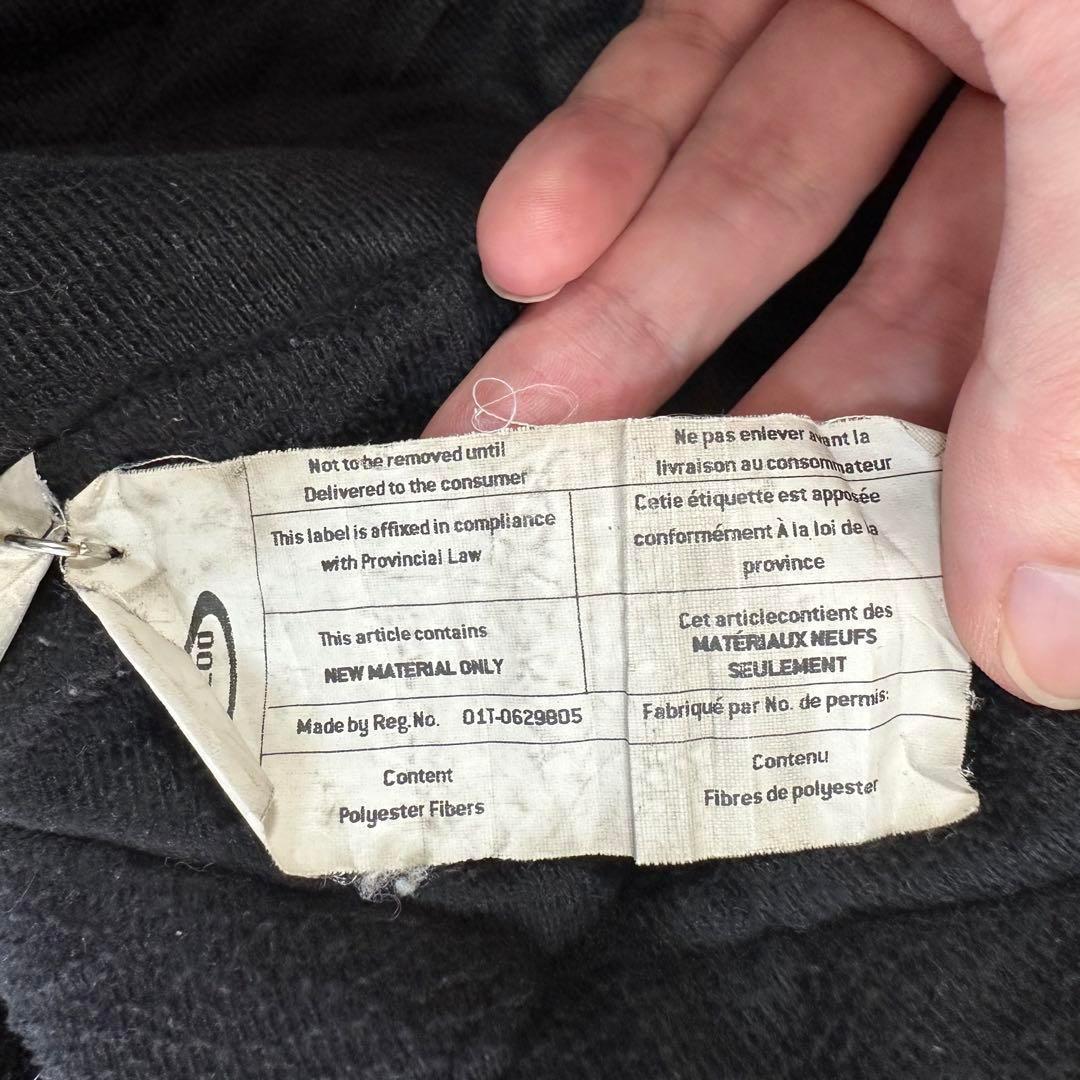 Not to be removed until
Delivered to the consumer
Ne pas enlever avant la
livraison au consommateur
This label is affixed in compliance
with Provincial Law
Cetie étiquette est apposée
conformément À la loi de la
province
This article contains
NEW MATERIAL ONLY
Cet articlecontient des
MATÉRIAUX NEUFS
SEULEMENT
Made by Reg.No. 01T-0629805
Fabriqué par No. de permis:
Content
Polyester Fibers
Contenu
Fibres de polyester